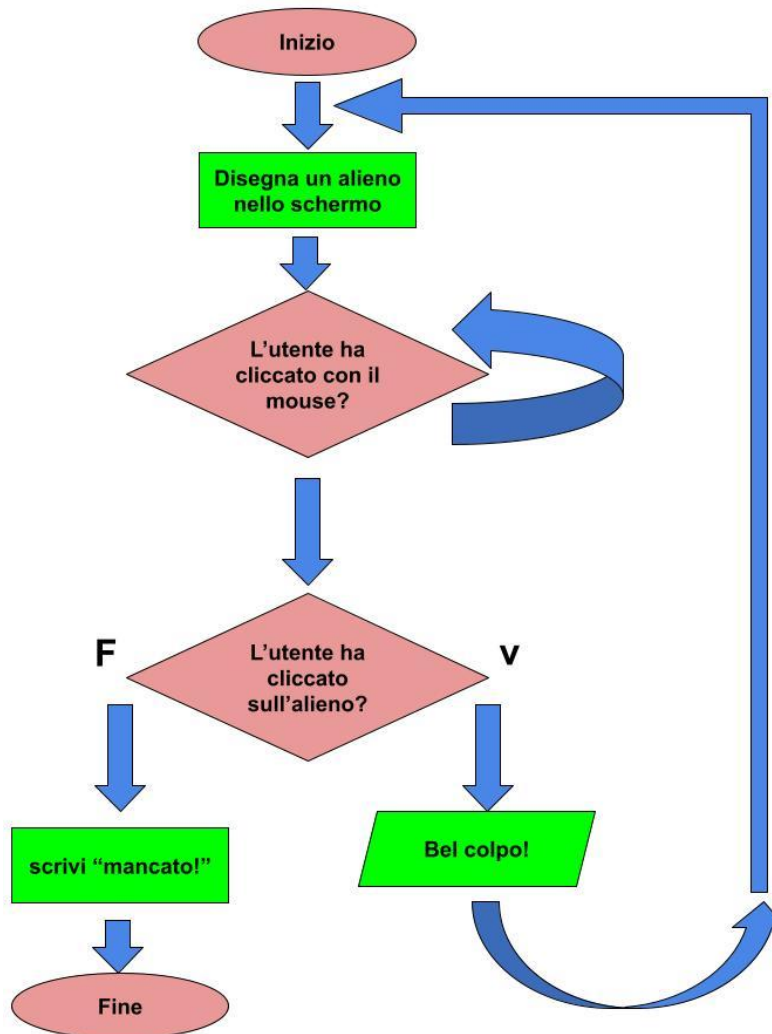 Inizio
Disegna un alieno
nello schermo
L'utente ha
cliccato con il
mouse?
F
v
L'utente ha
cliccato
sull'alieno?
scrivi “mancato!”
Bel colpo!
Fine